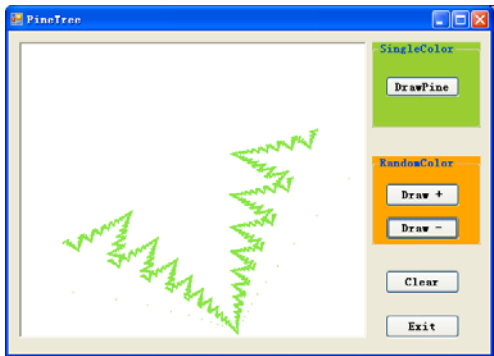 PineTree
SingleColor
DrawPine
RandomColor
Draw +
Draw -
Clear
Exit